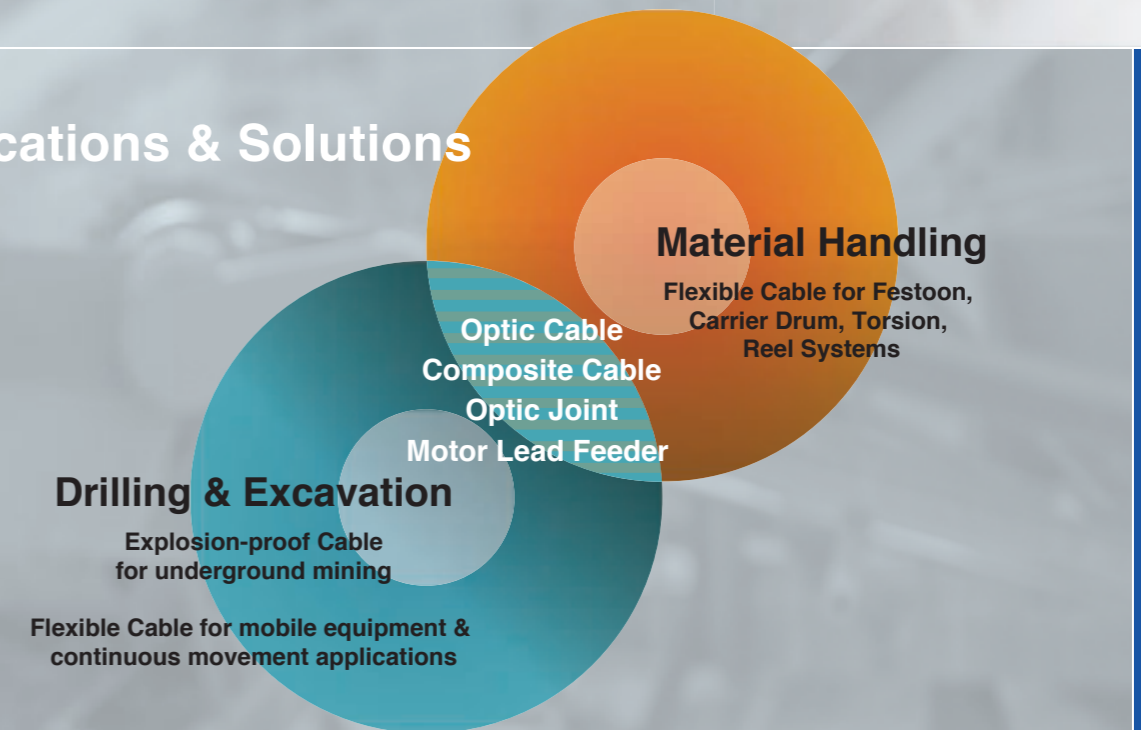 cations & Solutions
Material Handling
Flexible Cable for Festoon,
Carrier Drum, Torsion,
Reel Systems
Optic Cable
Composite Cable
Optic Joint
Motor Lead Feeder
Drilling & Excavation
Explosion-proof Cable
for underground mining
Flexible Cable for mobile equipment &
continuous movement applications